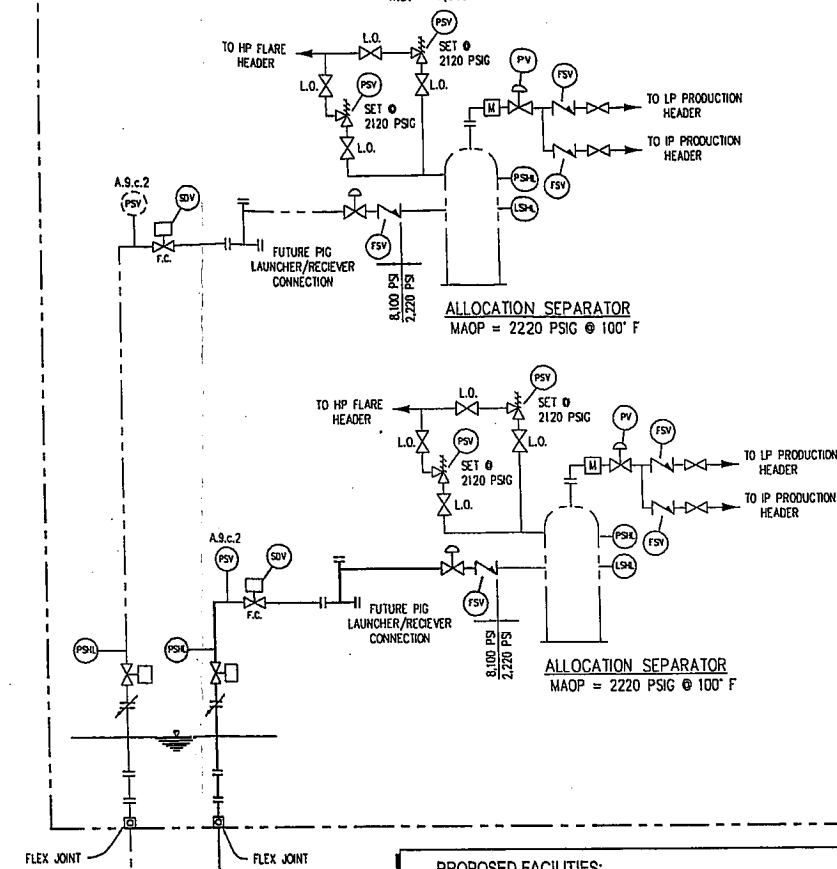 PSV
SET @
2120 PSIG
L.O.
TO HP FLARE
HEADER
L.O.
L.O.
PSV
SET @
2120 PSIG
L.O.
PV
FSV
M
TO LP PRODUCTION
HEADER
TO IP PRODUCTION
HEADER
FSV
PSHL
LSHL
A.9.c.2
PSV
SDV
F.C.
FUTURE PIG
LAUNCHER/RECIEVER
CONNECTION
FSV
8,100 PSI
2,220 PSI
ALLOCATION SEPARATOR
MAOP = 2220 PSIG @ 100° F
PSV
SET @
2120 PSIG
L.O.
TO HP FLARE
HEADER
L.O.
L.O.
PSV
SET @
2120 PSIG
L.O.
PV
FSV
M
TO LP PRODUCTION
HEADER
TO IP PRODUCTION
HEADER
FSV
PSHL
LSHL
A.9.c.2
PSV
SDV
F.C.
FUTURE PIG
LAUNCHER/RECIEVER
CONNECTION
FSV
8,100 PSI
2,220 PSI
ALLOCATION SEPARATOR
MAOP = 2220 PSIG @ 100° F
PSHL
PSHL
FLEX JOINT
FLEX JOINT
PROPOSED FACILITIES: